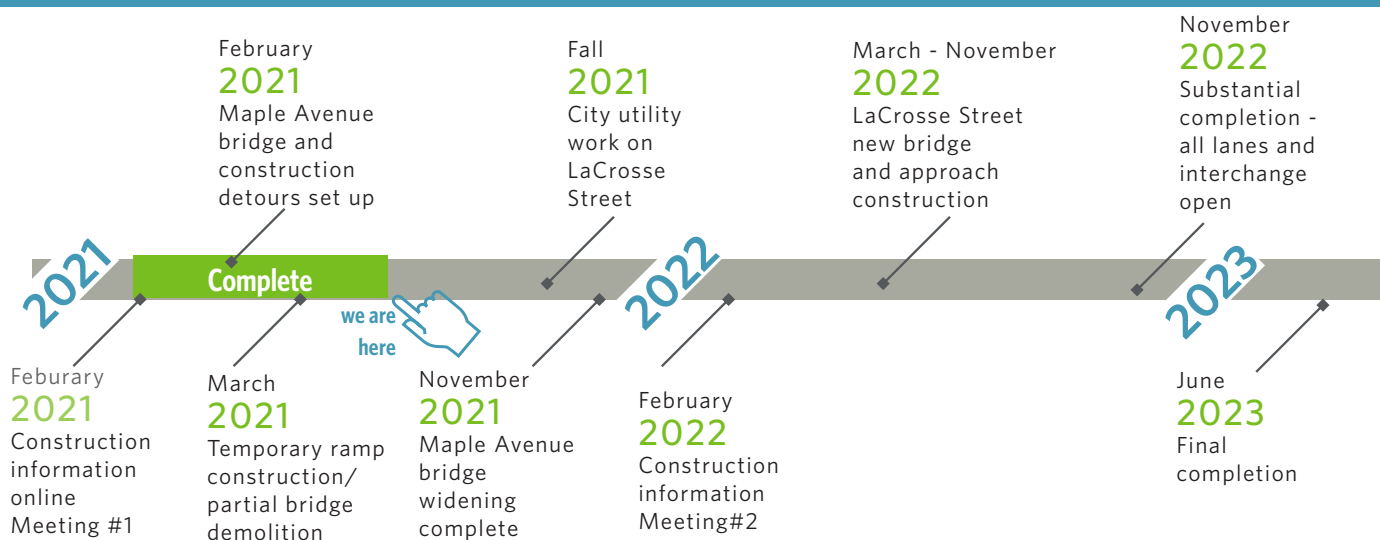 February
2021
Maple Avenue
bridge and
construction
detours set up
Fall
2021
City utility
work on
LaCrosse
Street
March - November
2022
LaCrosse Street
new bridge
and approach
construction
November
2022
Substantial
completion -
all lanes and
interchange
open
2021
Complete
we are
here
2022
2023
Feburary
2021
Construction
information
online
Meeting #1
March
2021
Temporary ramp
construction/
partial bridge
demolition
November
2021
Maple Avenue
bridge
widening
complete
February
2022
Construction
information
Meeting#2
June
2023
Final
completion